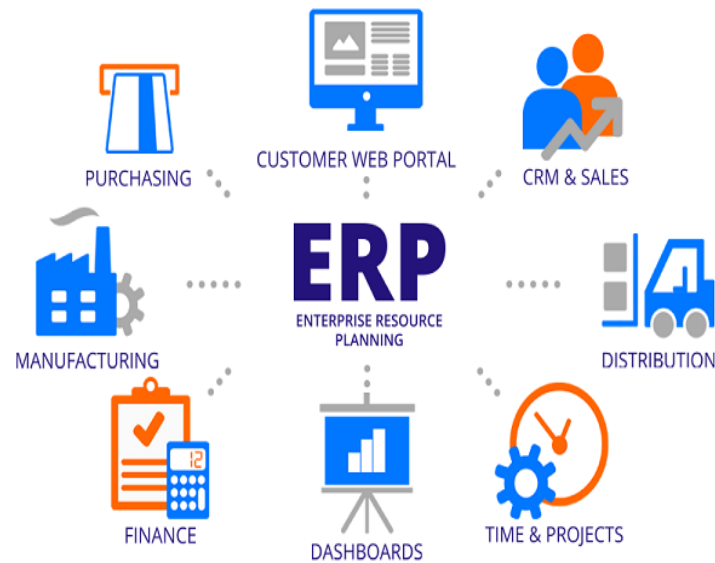 CUSTOMER WEB PORTAL
PURCHASING
CRM & SALES
ERP
ENTERPRISE RESOURCE
PLANNING
MANUFACTURING
DISTRIBUTION
12
FINANCE
DASHBOARDS
TIME & PROJECTS